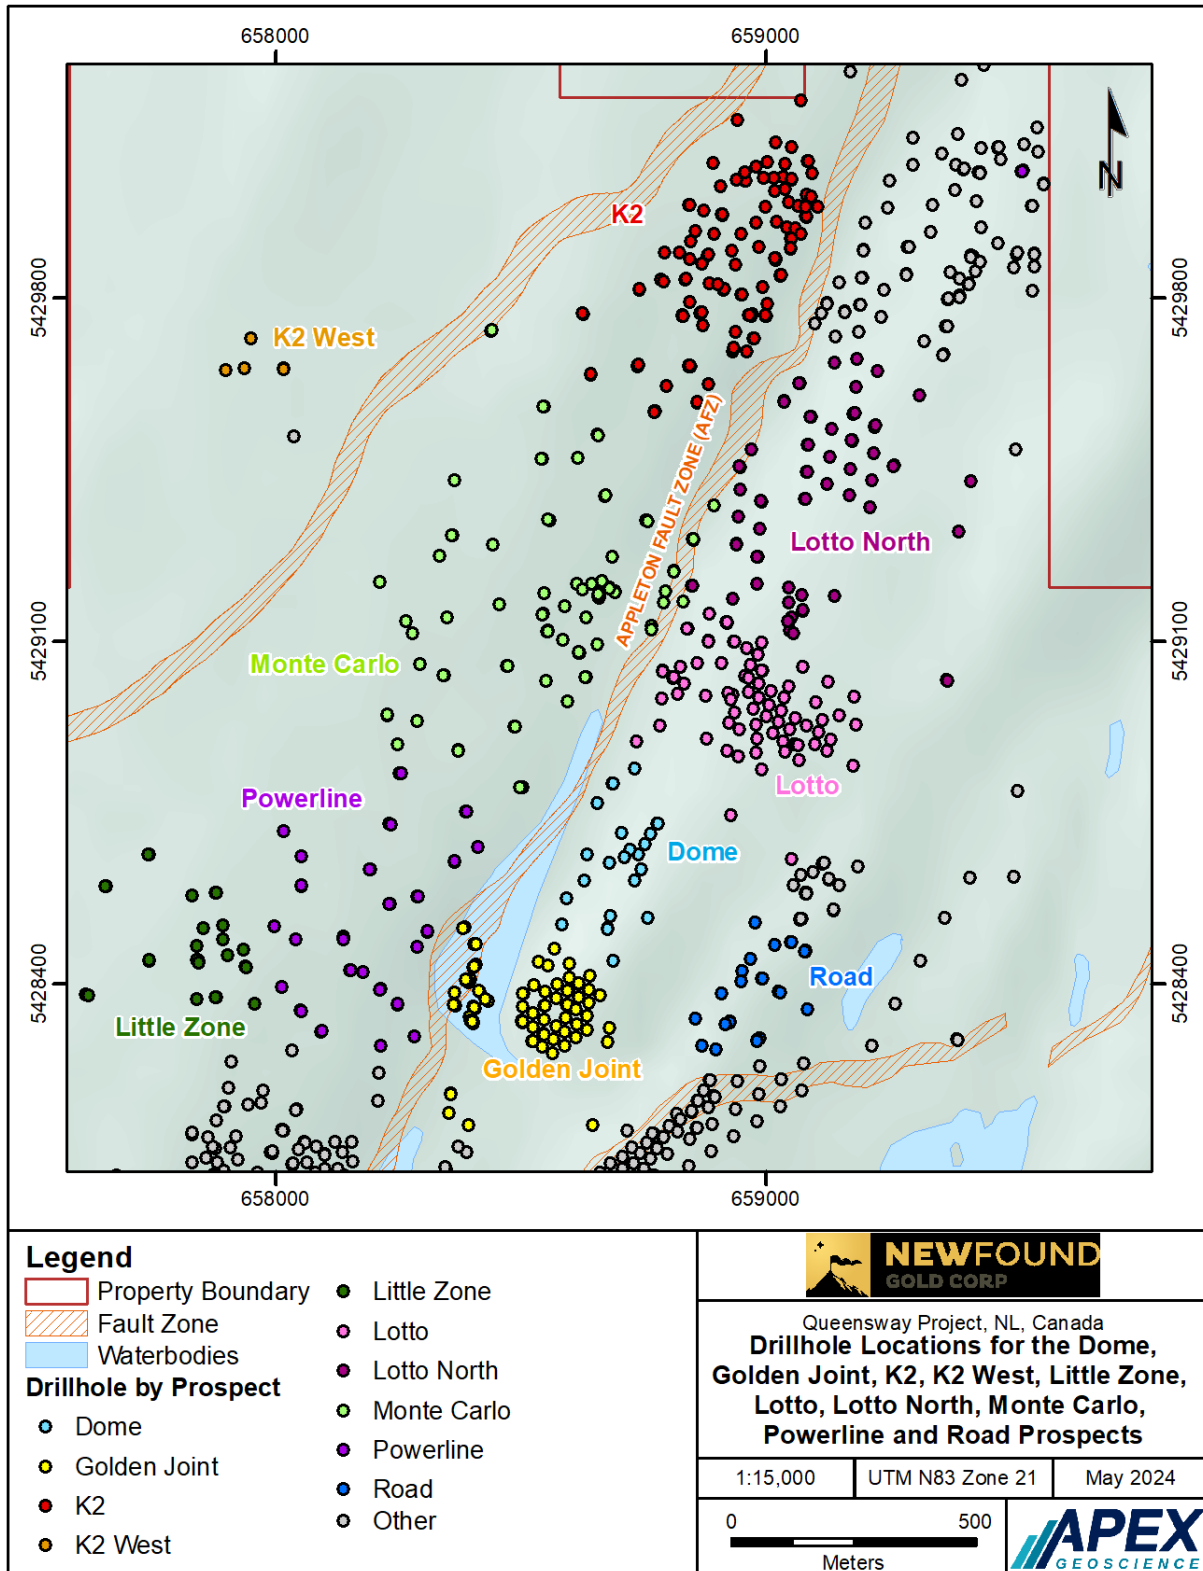 658000
659000
K2
5429800
5429800
K2 West
APPLETON FAULT ZONE (AFZ)
N
Lotto North
5429100
5429100
Monte Carlo
Lotto
Powerline
Dome
Road
5428400
5428400
Little Zone
Golden Joint
658000
659000
Legend
Property Boundary
Fault Zone
Waterbodies
Drillhole by Prospect
Dome
Golden Joint
K2
K2 West
Little Zone
Lotto
Lotto North
Monte Carlo
Powerline
Road
Other
NEWFOUND
GOLD CORP
Queensway Project, NL, Canada
Drillhole Locations for the Dome,
Golden Joint, K2, K2 West, Little Zone,
Lotto, Lotto North, Monte Carlo,
Powerline and Road Prospects
1:15,000
UTM N83 Zone 21
May 2024
0
500
Meters
APEX
GEOSCIENCE